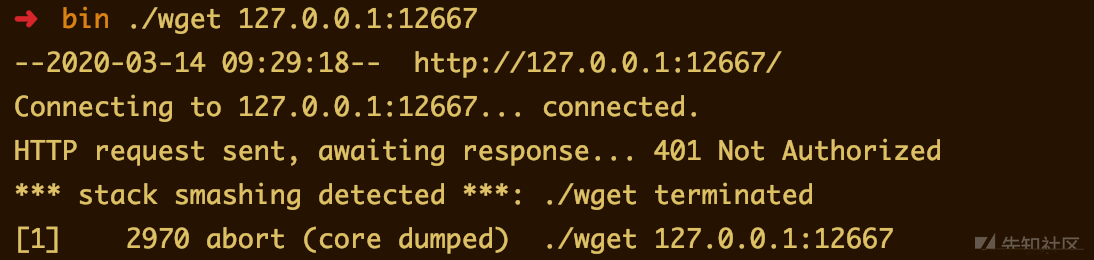 ➜ bin ./wget 127.0.0.1:12667
--2020-03-14 09:29:18--  http://127.0.0.1:12667/
Connecting to 127.0.0.1:12667... connected.
HTTP request sent, awaiting response... 401 Not Authorized
*** stack smashing detected ***: ./wget terminated
[1]    2970 abort (core dumped)  ./wget 127.0.0.1:12667
先知社区